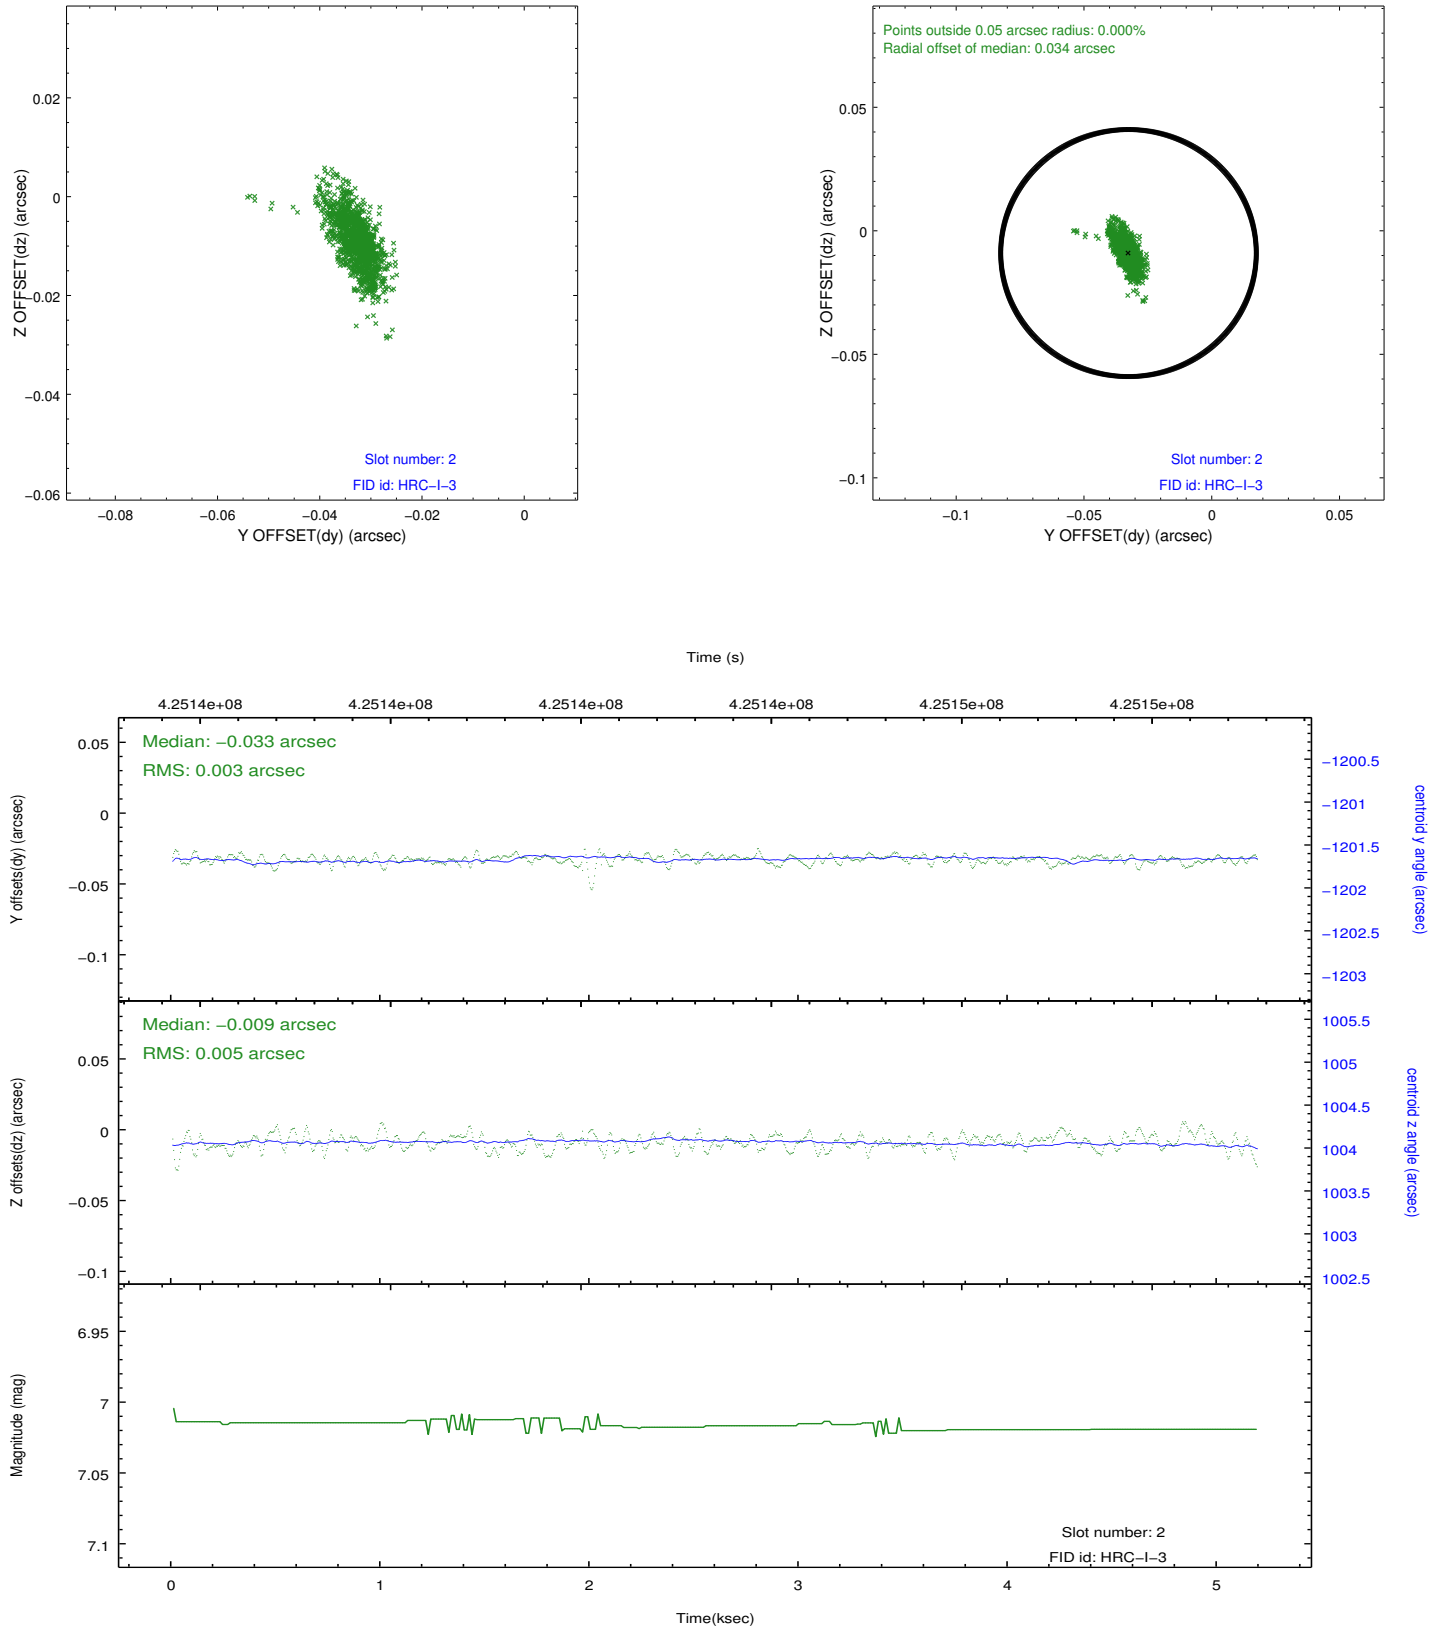 0.02
0
−0.02
−0.04
−0.06
Z OFFSET(dz) (arcsec)
Slot number: 2
FID id: HRC−I−3
−0.08
−0.06
−0.04
−0.02
0
Y OFFSET(dy) (arcsec)
Points outside 0.05 arcsec radius: 0.000%
Radial offset of median: 0.034 arcsec
0.05
0
−0.05
−0.1
Z OFFSET(dz) (arcsec)
Slot number: 2
FID id: HRC−I−3
−0.1
−0.05
0
0.05
Y OFFSET(dy) (arcsec)
Time (s)
4.2514e+08
4.2514e+08
4.2514e+08
4.2514e+08
4.2515e+08
4.2515e+08
Median: −0.033 arcsec
RMS: 0.003 arcsec
0.05
0
−0.05
−0.1
Y offsets(dy) (arcsec)
−1200.5
−1201
−1201.5
−1202
−1202.5
−1203
centroid y angle (arcsec)
Median: −0.009 arcsec
RMS: 0.005 arcsec
0.05
0
−0.05
−0.1
Z offsets(dz) (arcsec)
1005.5
1005
1004.5
1004
1003.5
1003
1002.5
centroid z angle (arcsec)
6.95
7
7.05
7.1
Magnitude (mag)
Slot number: 2
FID id: HRC−I−3
0
1
2
3
4
5
Time(ksec)